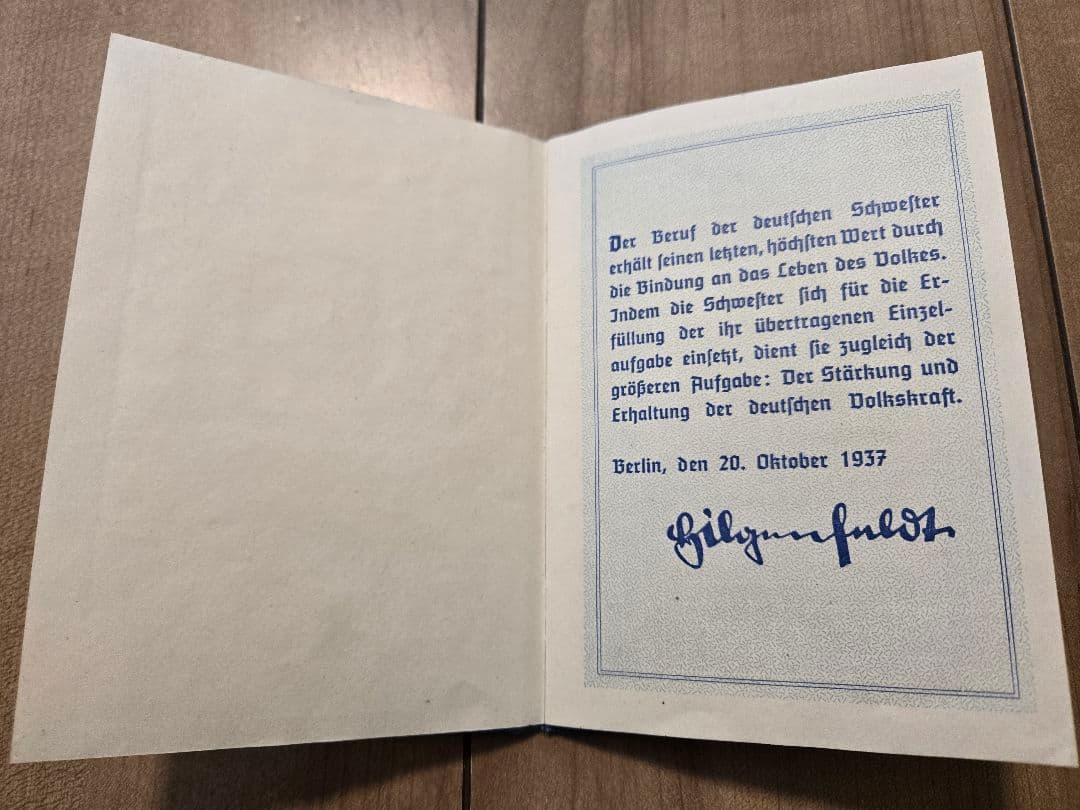 Der Beruf der deutſchen Schweſter
erhält ſeinen letzten, höchſten Wert durch
die Bindung an das Leben des Volkes.
Indem die Schweſter ſich für die Er-
füllung der ihr übertragenen Einzel-
aufgabe einſetzt, dient ſie zugleich der
größeren Aufgabe: Der Stärkung und
Erhaltung der deutſchen Volkskraft.
Berlin, den 20. Oktober 1937
Hilgenfeldt